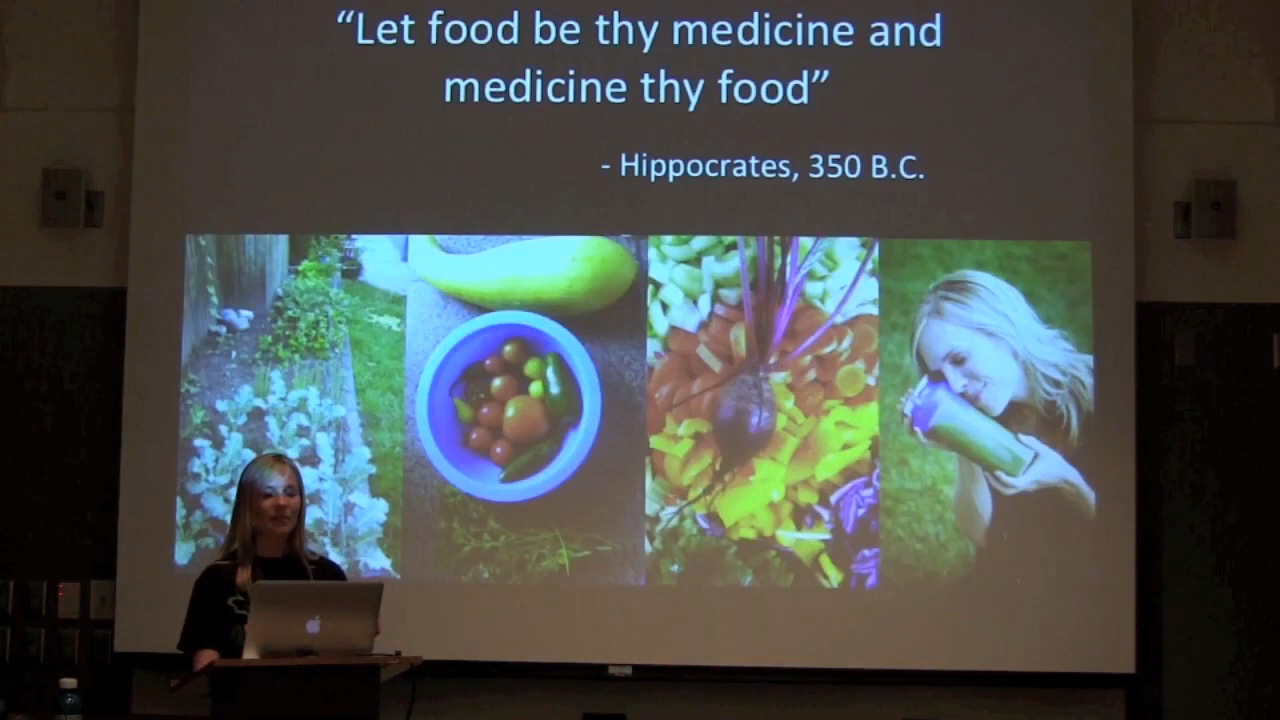 “Let food be thy medicine and
medicine thy food”
- Hippocrates, 350 B.C.